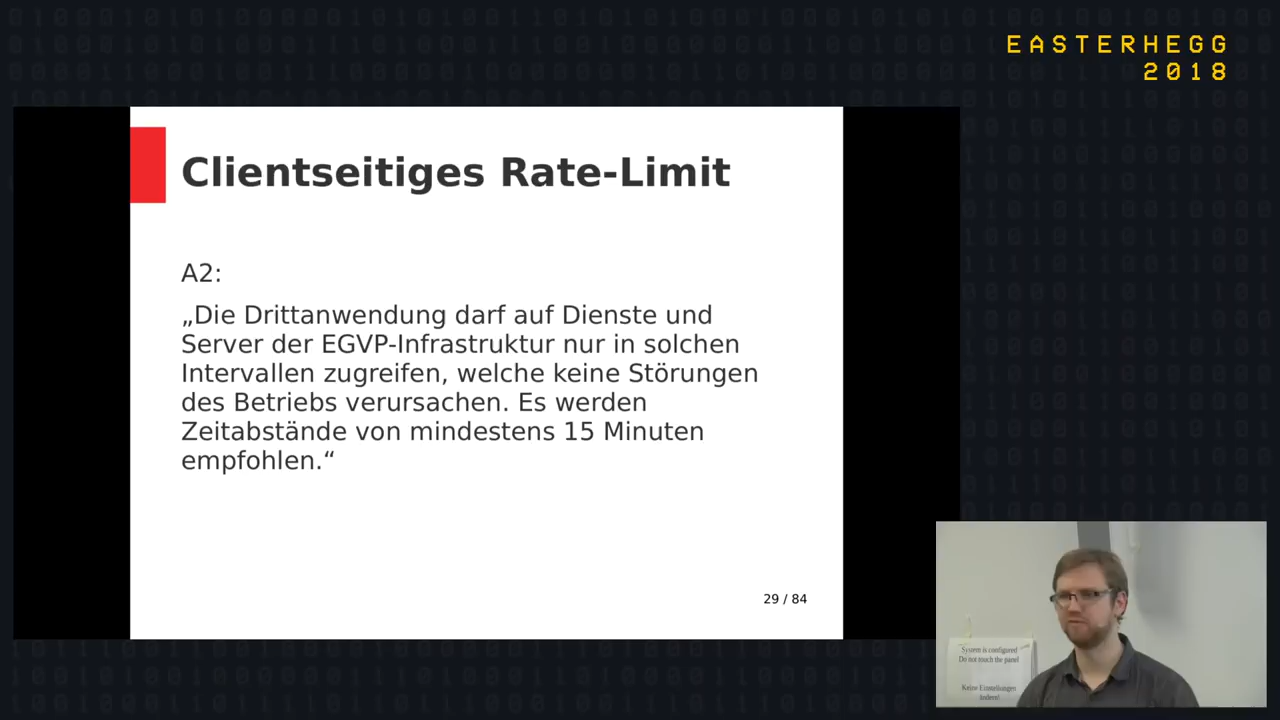 EASTERHEGG
2018
Clientseitiges Rate-Limit
A2:
„Die Drittanwendung darf auf Dienste und
Server der EGVP-Infrastruktur nur in solchen
Intervallen zugreifen, welche keine Störungen
des Betriebs verursachen. Es werden
Zeitabstände von mindestens 15 Minuten
empfohlen.“
29 / 84
System is configured
Do not touch the panel
Keine Einstellungen
ändern!